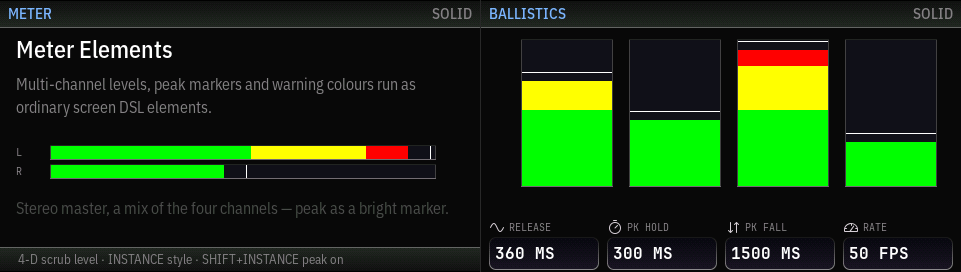 METER
SOLID
Meter Elements
Multi-channel levels, peak markers and warning colours run as
ordinary screen DSL elements.
L
R
Stereo master, a mix of the four channels — peak as a bright marker.
4-D scrub level · INSTANCE style · SHIFT+INSTANCE peak on
BALLISTICS
SOLID
RELEASE
360 MS
PK HOLD
300 MS
PK FALL
1500 MS
RATE
50 FPS